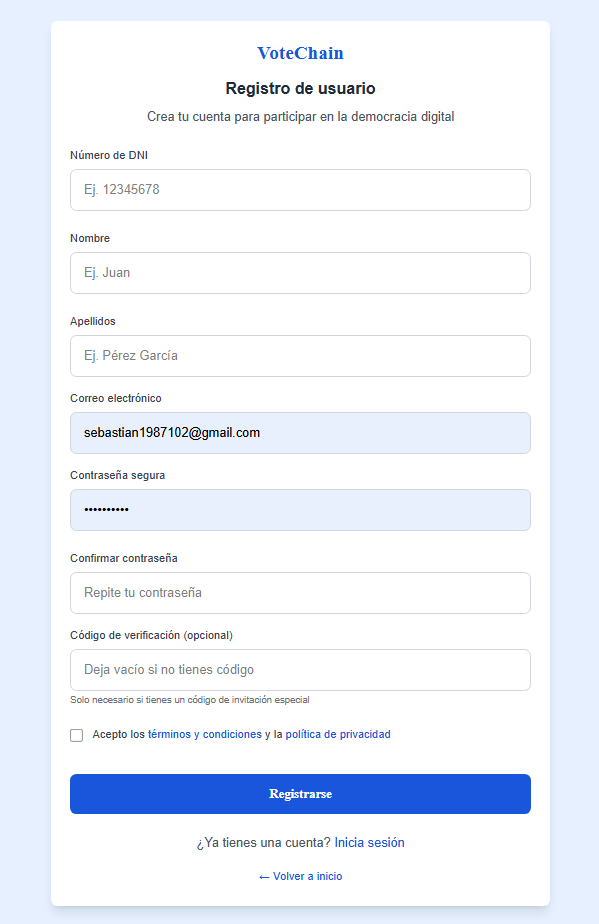 VoteChain
Registro de usuario
Crea tu cuenta para participar en la democracia digital
Número de DNI
Ej. 12345678
Nombre
Ej. Juan
Apellidos
Ej. Pérez García
Correo electrónico
sebastian1987102@gmail.com
Contraseña segura
••••••••••
Confirmar contraseña
Repite tu contraseña
Código de verificación (opcional)
Deja vacío si no tienes código
Solo necesario si tienes un código de invitación especial
Acepto los términos y condiciones y la política de privacidad
Registrarse
¿Ya tienes una cuenta? Inicia sesión
← Volver a inicio